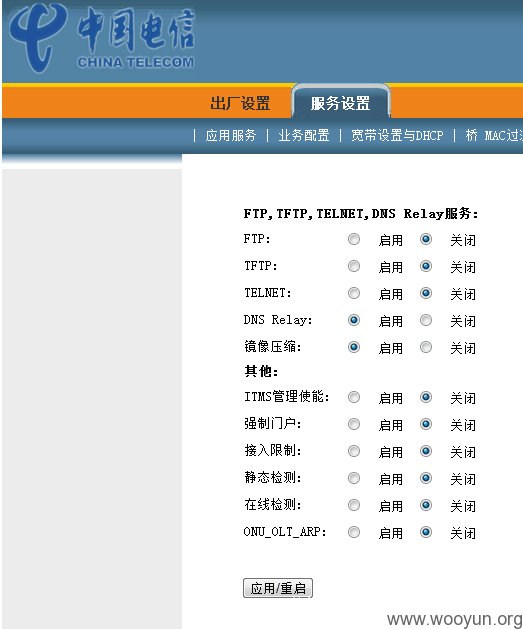 中国电信
CHINA TELECOM
出厂设置 服务设置
| 应用服务 | 业务配置 | 宽带设置与DHCP | 桥 MAC过
FTP,TFTP,TELNET,DNS Relay服务:
FTP: 启用 关闭
TFTP: 启用 关闭
TELNET: 启用 关闭
DNS Relay: 启用 关闭
镜像压缩: 启用 关闭
其他:
ITMS管理使能: 启用 关闭
强制门户: 启用 关闭
接入限制: 启用 关闭
静态检测: 启用 关闭
在线检测: 启用 关闭
ONU_OLT_ARP: 启用 关闭
应用/重启
www.wooyun.org